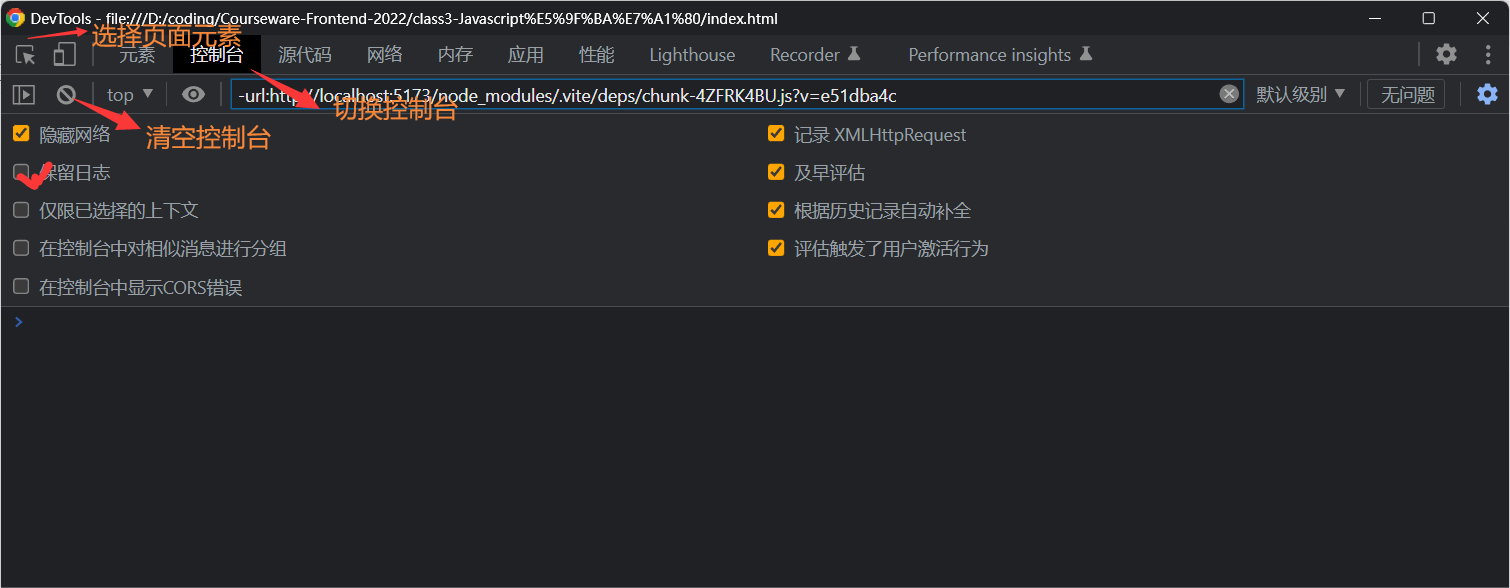 DevTools - file:///D:/coding/Courseware-Frontend-2022/class3-Javascript%E5%9F%BA%E7%A1%80/index.html
选择页面元素
元素 控制台 源代码 网络 内存 应用 性能 Lighthouse Recorder Performance insights
top -url:http://localhost:5173/node_modules/.vite/deps/chunk-4ZFRK4BU.js?v=e51dba4c 默认级别 无问题
切换控制台
清空控制台
隐藏网络 记录 XMLHttpRequest
保留日志 及早评估
仅限已选择的上下文 根据历史记录自动补全
在控制台中对相似消息进行分组 评估触发了用户激活行为
在控制台中显示CORS错误